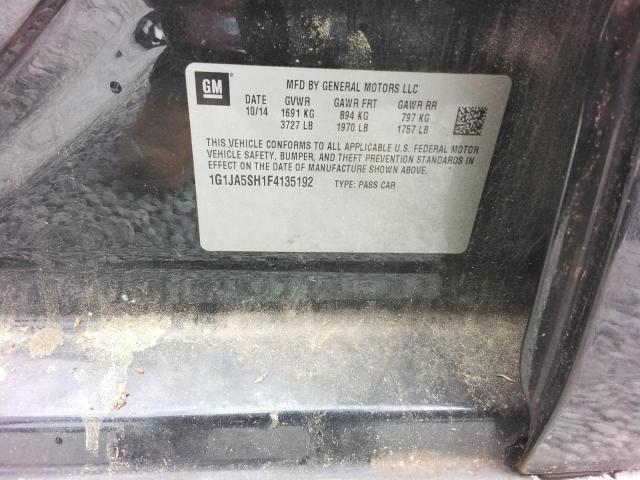 GM
MFD BY GENERAL MOTORS LLC
DATE GVWR GAWR FRT GAWR RR
10/14 1691 KG 894 KG 797 KG
3727 LB 1970 LB 1757 LB
THIS VEHICLE CONFORMS TO ALL APPLICABLE U.S. FEDERAL MOTOR
VEHICLE SAFETY, BUMPER, AND THEFT PREVENTION STANDARDS IN
EFFECT ON THE DATE OF MANUFACTURE SHOWN ABOVE.
1G1JA5SH1F4135192 TYPE: PASS CAR